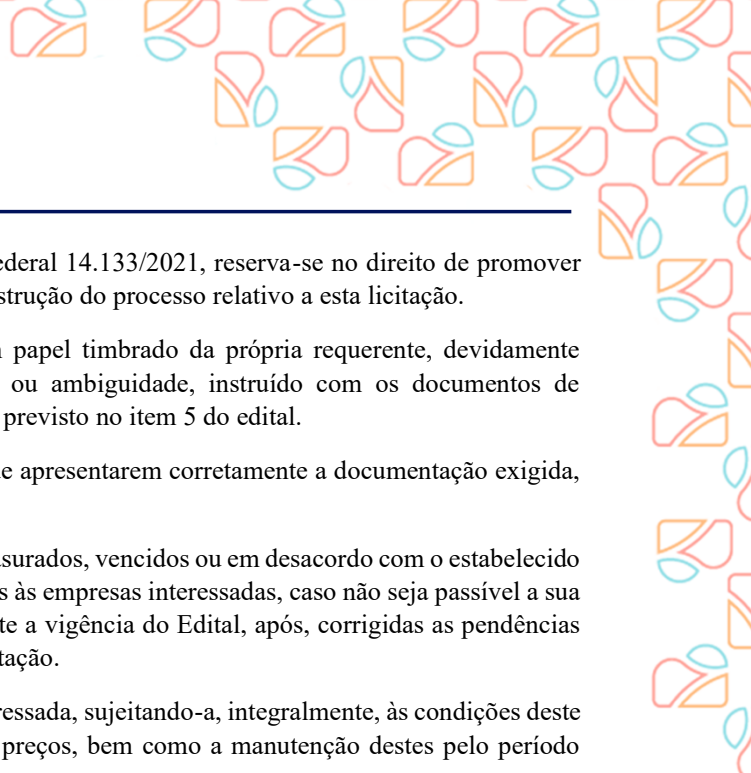 ederal 14.133/2021, reserva-se no direito de promover
strução do processo relativo a esta licitação.
papel timbrado da própria requerente, devidamente
ou ambiguidade, instruído com os documentos de
previsto no item 5 do edital.
e apresentarem corretamente a documentação exigida,
surados, vencidos ou em desacordo com o estabelecido
s às empresas interessadas, caso não seja passível a sua
te a vigência do Edital, após, corrigidas as pendências
tação.
ressada, sujeitando-a, integralmente, às condições deste
preços, bem como a manutenção destes pelo período